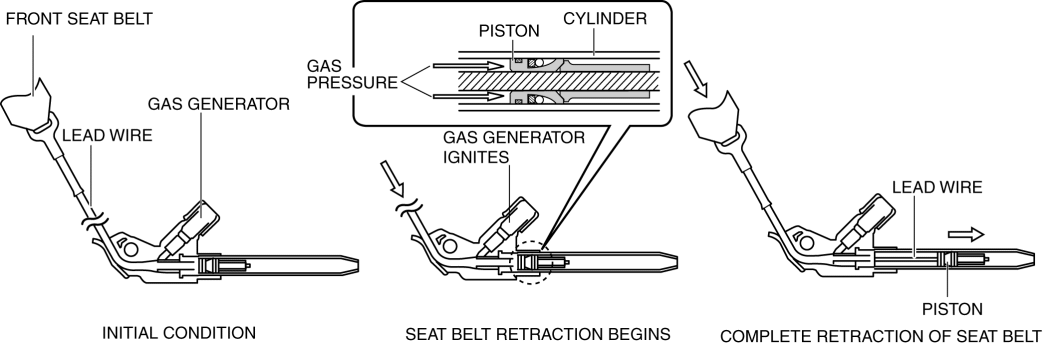 FRONT SEAT BELT
GAS GENERATOR
LEAD WIRE
INITIAL CONDITION
CYLINDER
PISTON
GAS
PRESSURE
GAS GENERATOR
IGNITES
SEAT BELT RETRACTION BEGINS
LEAD WIRE
PISTON
COMPLETE RETRACTION OF SEAT BELT